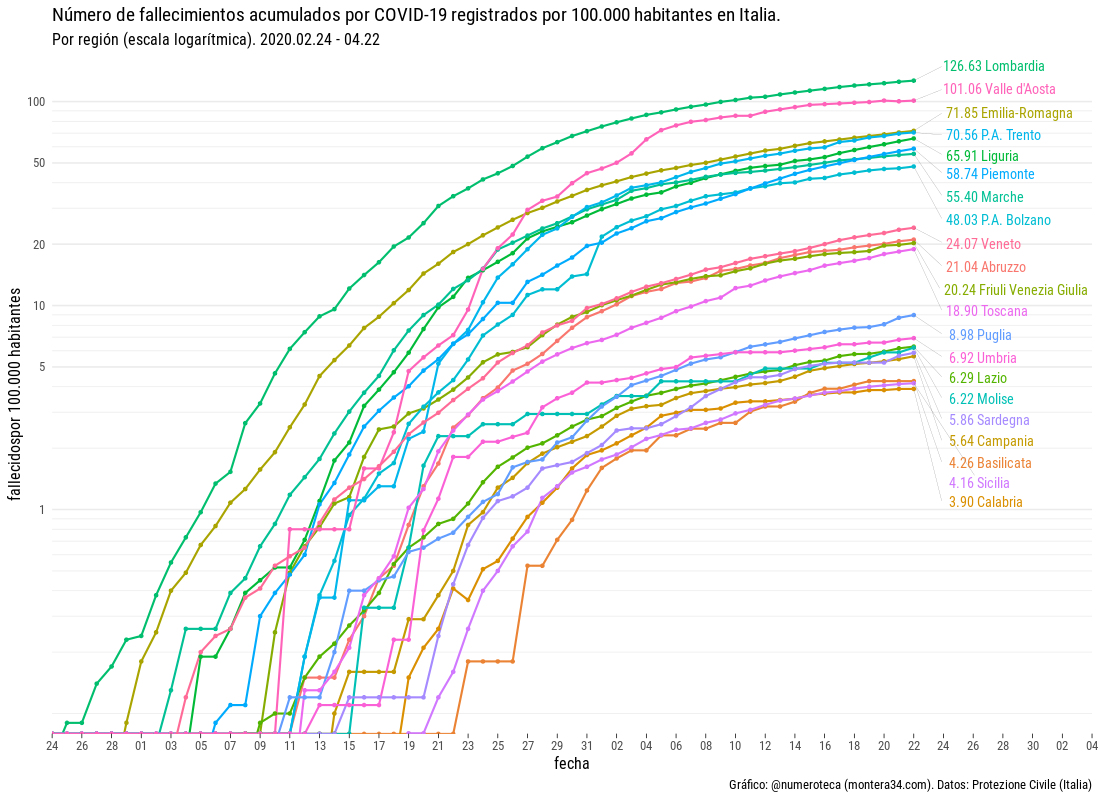 Número de fallecimientos acumulados por COVID-19 registrados por 100.000 habitantes en Italia.
Por región (escala logarítmica). 2020.02.24 - 04.22
fallecidospor 100.000 habitantes
100
50
20
10
5
1
126.63 Lombardia
101.06 Valle d'Aosta
71.85 Emilia-Romagna
70.56 P.A. Trento
65.91 Liguria
58.74 Piemonte
55.40 Marche
48.03 P.A. Bolzano
24.07 Veneto
21.04 Abruzzo
20.24 Friuli Venezia Giulia
18.90 Toscana
8.98 Puglia
6.92 Umbria
6.29 Lazio
6.22 Molise
5.86 Sardegna
5.64 Campania
4.26 Basilicata
4.16 Sicilia
3.90 Calabria
24 26 28 01 03 05 07 09 11 13 15 17 19 21 23 25 27 29 31 02 04 06 08 10 12 14 16 18 20 22 24 26 28 30 02 04
fecha
Gráfico: @numeroteca (montera34.com). Datos: Protezione Civile (Italia)